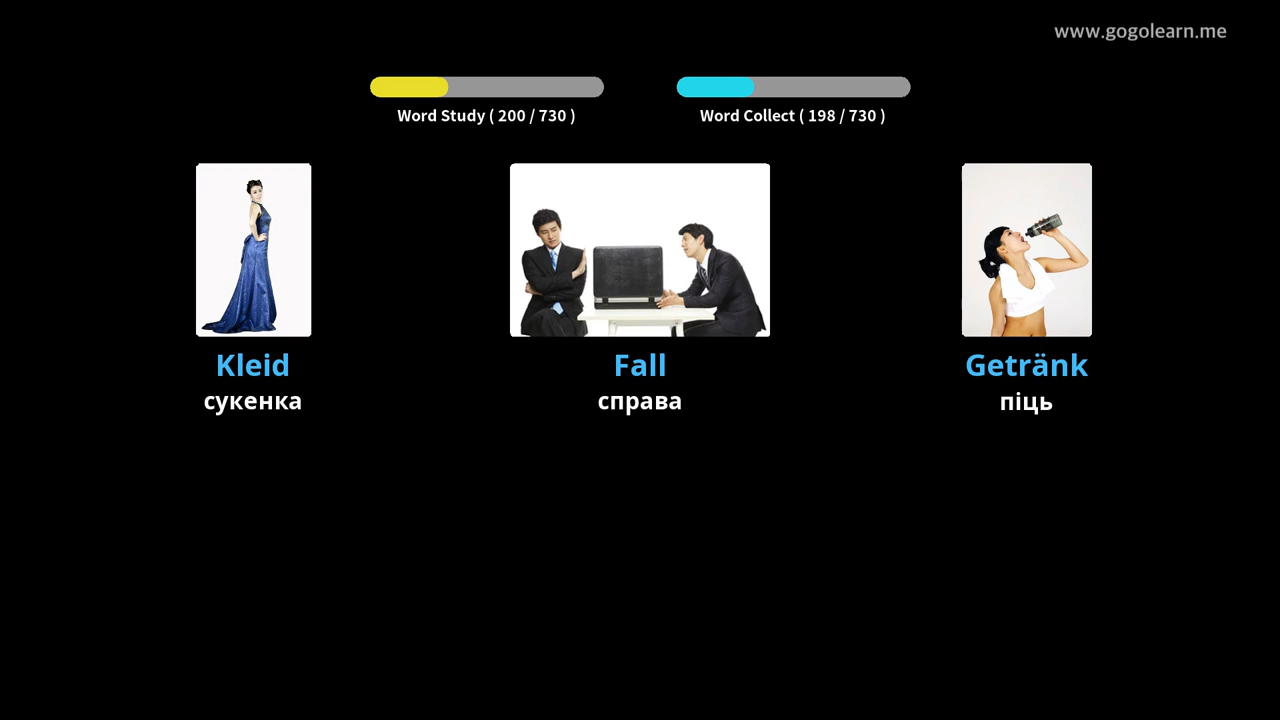 www.gogolearn.me
Word Study ( 200 / 730 )
Word Collect ( 198 / 730 )
Kleid
Fall
Getränk
сукенка
справа
піць